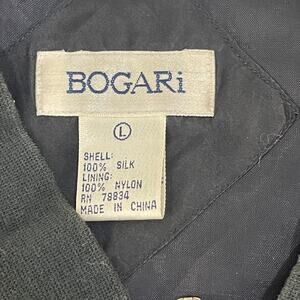 BOGARi
L
SHELL:
100% SILK
LINING:
100% NYLON
RN 78834
MADE IN CHINA